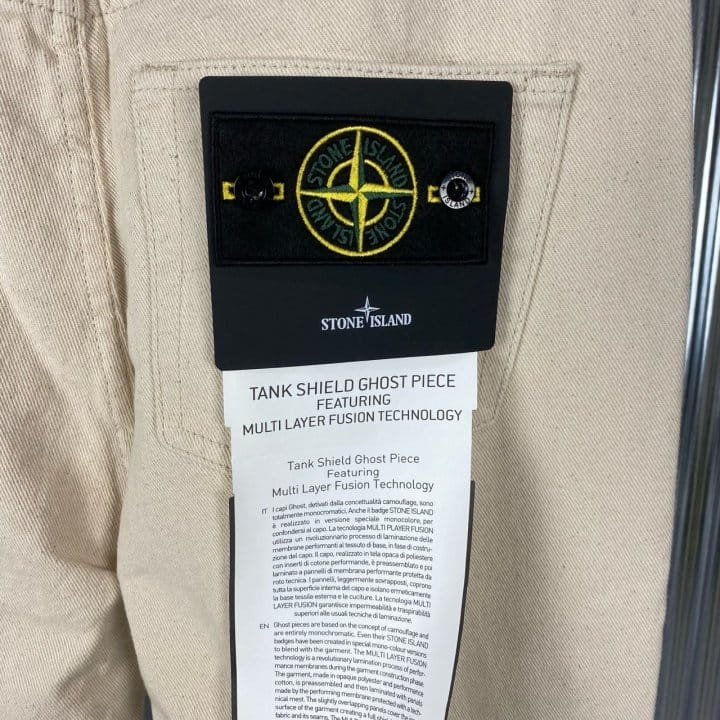 STONE ISLAND
STONE ISLAND
STONE
ISLAND
STONE ISLAND
TANK SHIELD GHOST PIECE
FEATURING
MULTI LAYER FUSION TECHNOLOGY
Tank Shield Ghost Piece
Featuring
Multi Layer Fusion Technology
IT I capi Ghost, derivati dalla concettualità camouflage, sono
totalmente monocromatici. Anche il badge STONE ISLAND
è realizzato in versione speciale monocolore, per
confondersi al capo. La tecnologia MULTI PLAYER FUSION
utilizza un rivoluzionario processo di laminazione delle
membrane performanti al tessuto di base, in fase di costru-
zione del capo. Il capo, realizzato in tela opaca di poliestere
con inserti di cotone performante, è preassemblato e poi
laminato a pannelli di membrana performante protetta da
roto tecnica. I pannelli, leggermente sovrapposti, coprono
tutta la superficie interna del capo e isolano ermeticamente
la base tessile esterna e le cuciture. La tecnologia MULTI
LAYER FUSION garantisce impermeabilità e traspirabilità
superiori alle usuali tecniche di laminazione.
EN Ghost pieces are based on the concept of camouflage and
are entirely monochromatic. Even their STONE ISLAND
badges have been created in special mono-colour versions
to blend with the garment. The MULTI LAYER FUSION
technology is a revolutionary lamination process of perfor-
mance membranes during the garment construction phase.
The garment, made in opaque polyester and performance
cotton, is preassembled and then laminated with panels
made by the performing membrane protected with a tech-
nical mest. The slightly overlapping panels cover the
surface of the garment creating a full
fabric and its seams. The